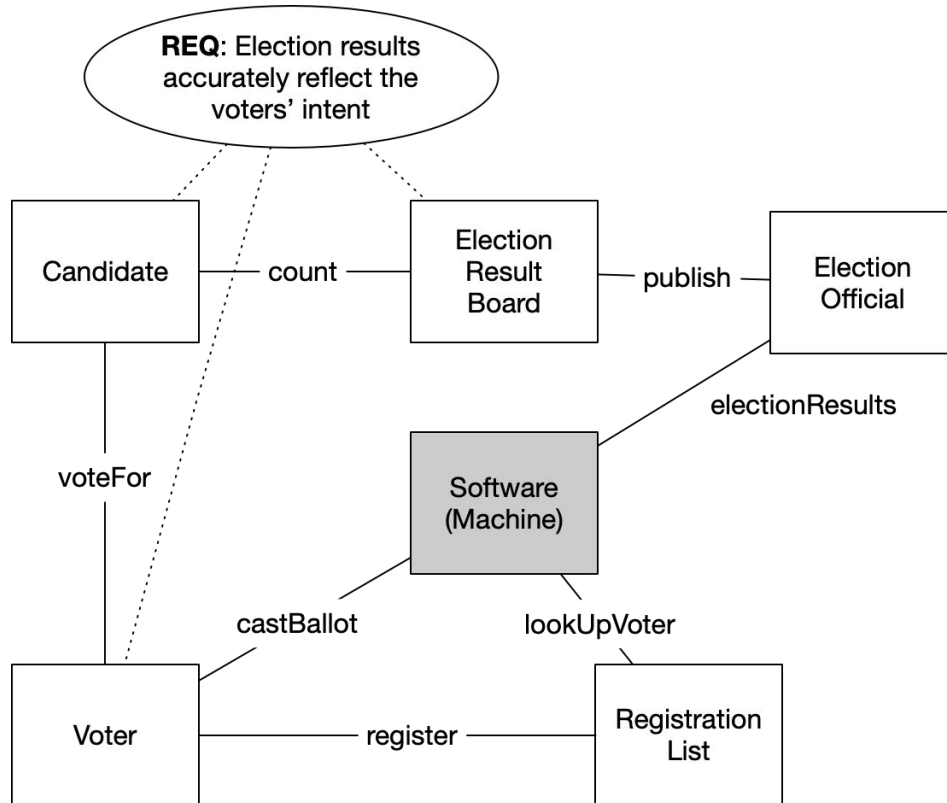 REQ: Election results
accurately reflect the
voters’ intent
Candidate
count
Election
Result
Board
publish
Election
Official
electionResults
voteFor
Software
(Machine)
castBallot
lookUpVoter
Voter
register
Registration
List